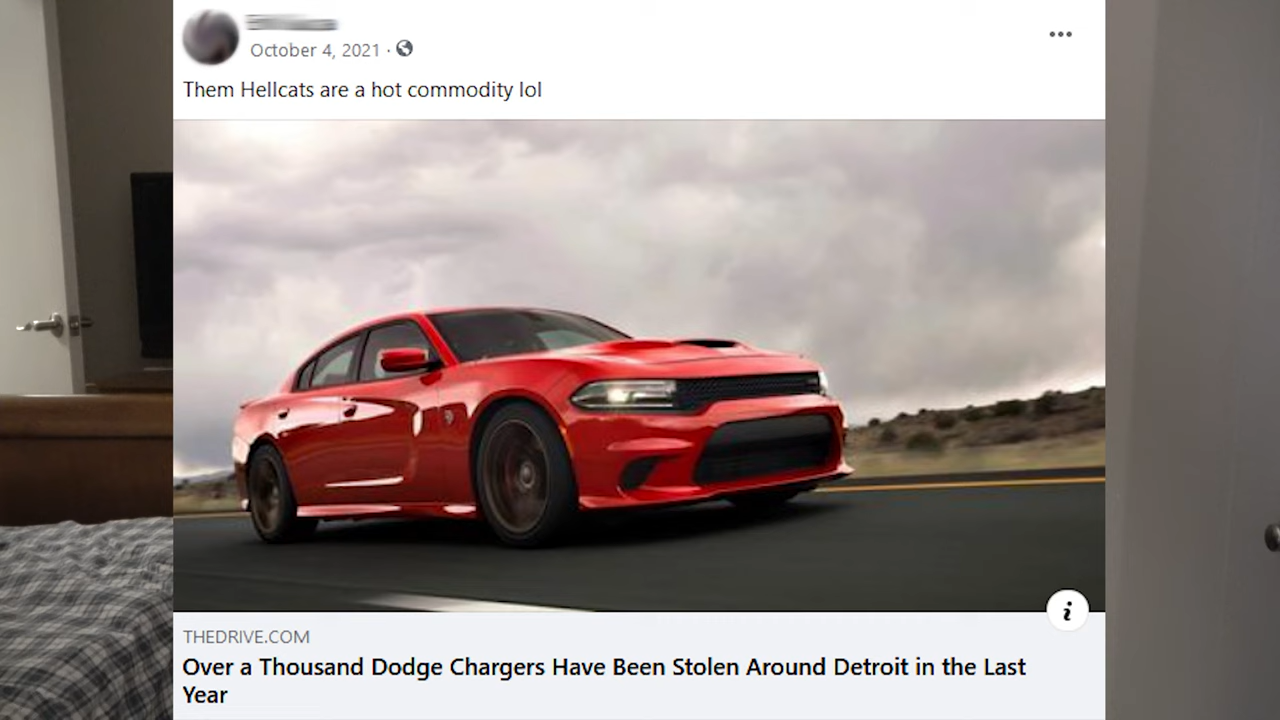 October 4, 2021 ·
Them Hellcats are a hot commodity lol
i
THEDRIVE.COM
Over a Thousand Dodge Chargers Have Been Stolen Around Detroit in the Last
Year